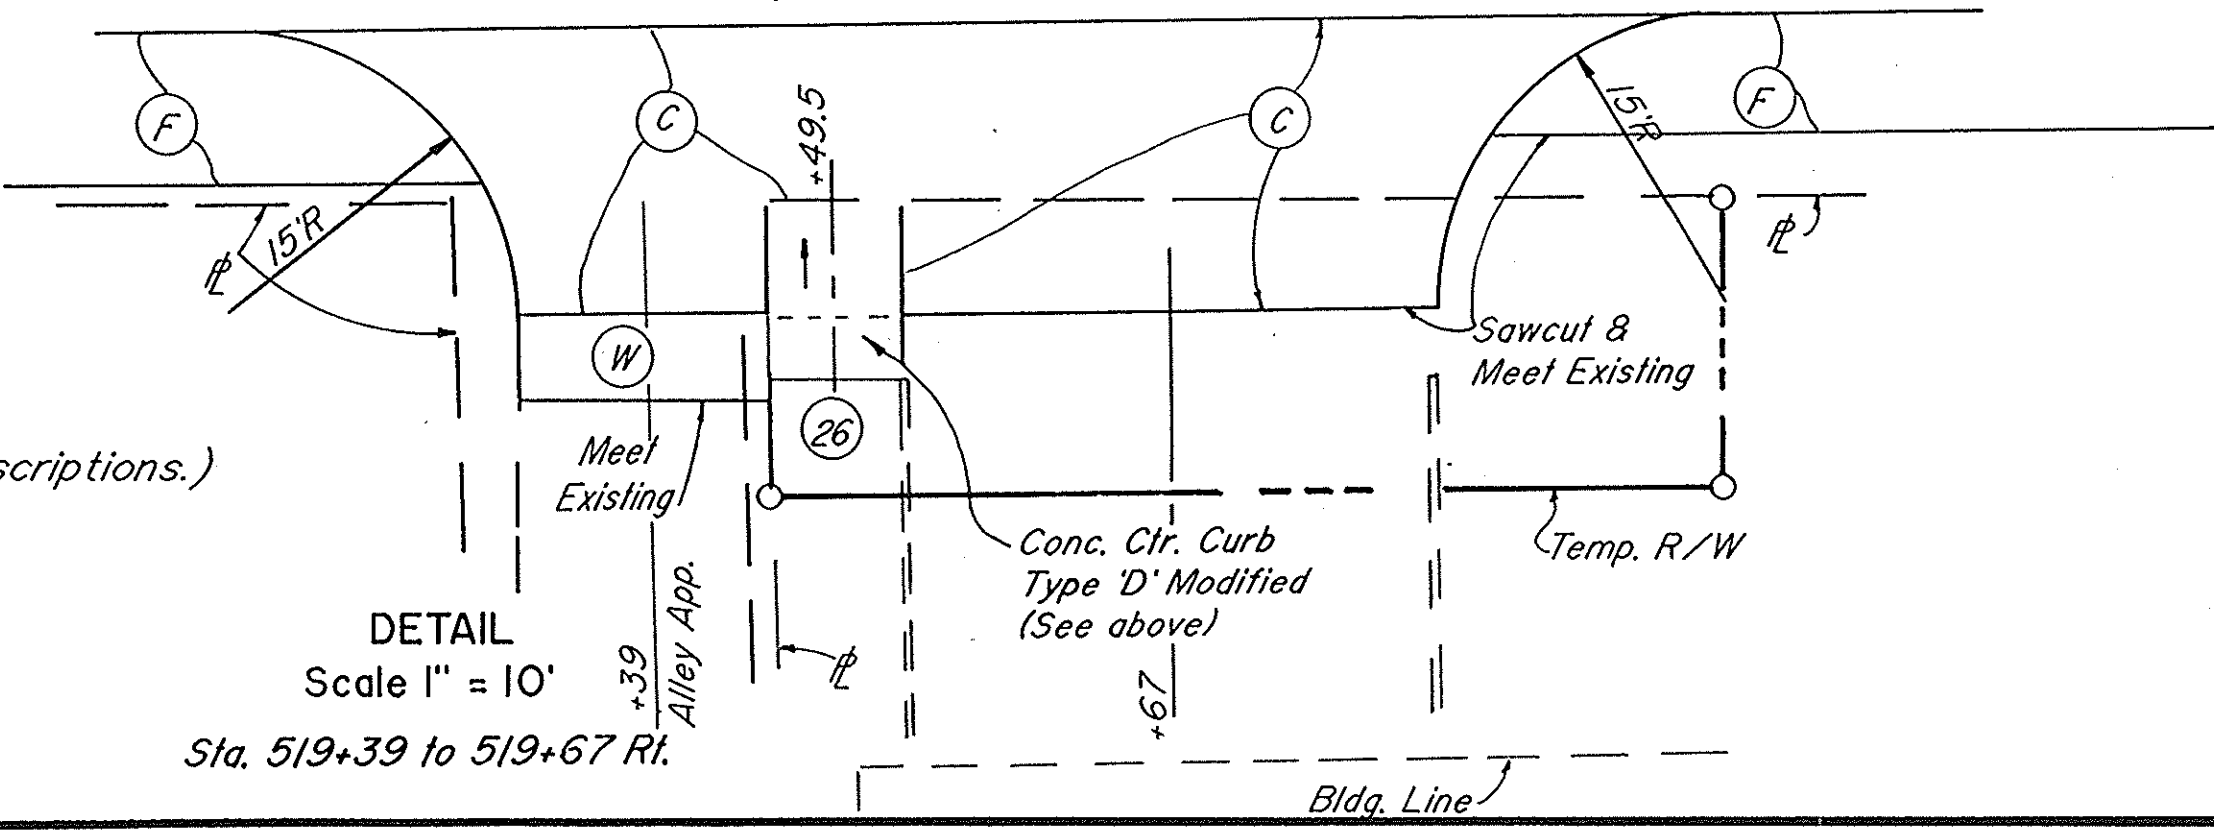 F
C
+49.5
C
15'R
F
15'R
℄
℄
W
26
Sawcut &
Meet Existing
scriptions.)
Meet
Existing
Conc. Ctr. Curb
Type 'D' Modified
(See above)
Temp. R/W
DETAIL
Scale 1" = 10'
+39
Alley App.
℄
+67
Sta. 519+39 to 519+67 Rt.
Bldg. Line